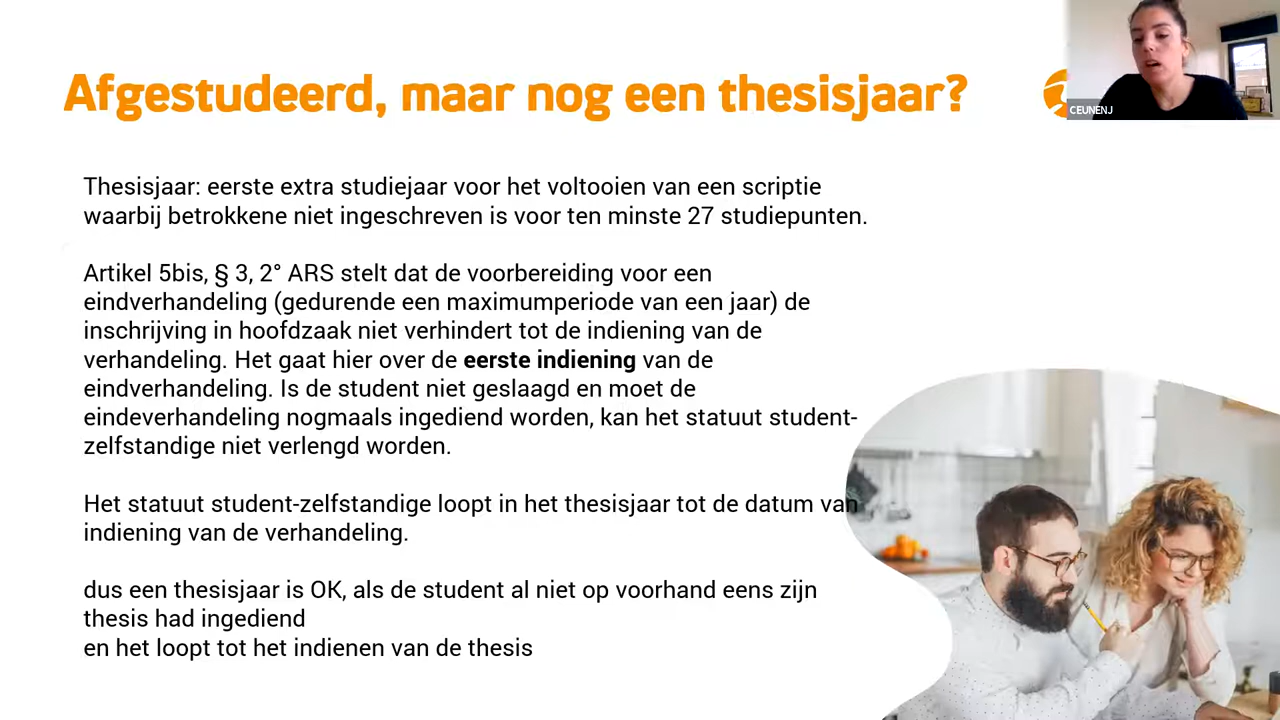 Afgestudeerd, maar nog een thesisjaar?
CEUNENJ
Thesisjaar: eerste extra studiejaar voor het voltooien van een scriptie
waarbij betrokkene niet ingeschreven is voor ten minste 27 studiepunten.
Artikel 5bis, § 3, 2° ARS stelt dat de voorbereiding voor een
eindverhandeling (gedurende een maximumperiode van een jaar) de
inschrijving in hoofdzaak niet verhindert tot de indiening van de
verhandeling. Het gaat hier over de eerste indiening van de
eindverhandeling. Is de student niet geslaagd en moet de
eindeverhandeling nogmaals ingediend worden, kan het statuut student-
zelfstandige niet verlengd worden.
Het statuut student-zelfstandige loopt in het thesisjaar tot de datum van
indiening van de verhandeling.
dus een thesisjaar is OK, als de student al niet op voorhand eens zijn
thesis had ingediend
en het loopt tot het indienen van de thesis